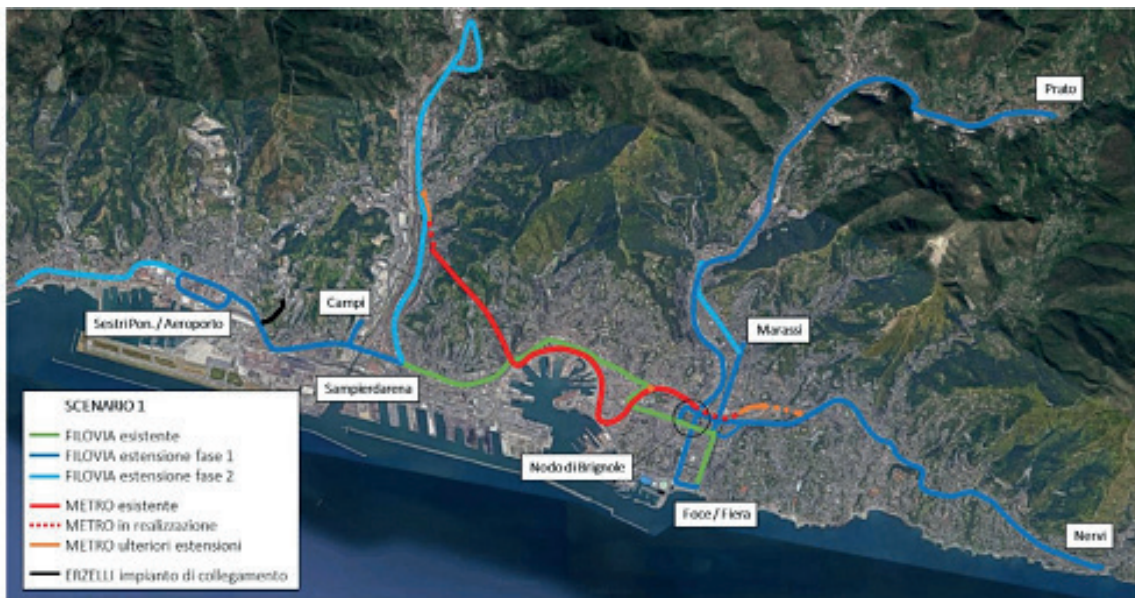 Prato
Campi
Sestri Pon. / Aeroporto
Marassi
Sampierdarena
Nodo di Brignole
Foce / Fiera
Nervi
SCENARIO 1
FILOVIA esistente
FILOVIA estensione fase 1
FILOVIA estensione fase 2
METRO esistente
METRO in realizzazione
METRO ulteriori estensioni
ERZELLI impianto di collegamento